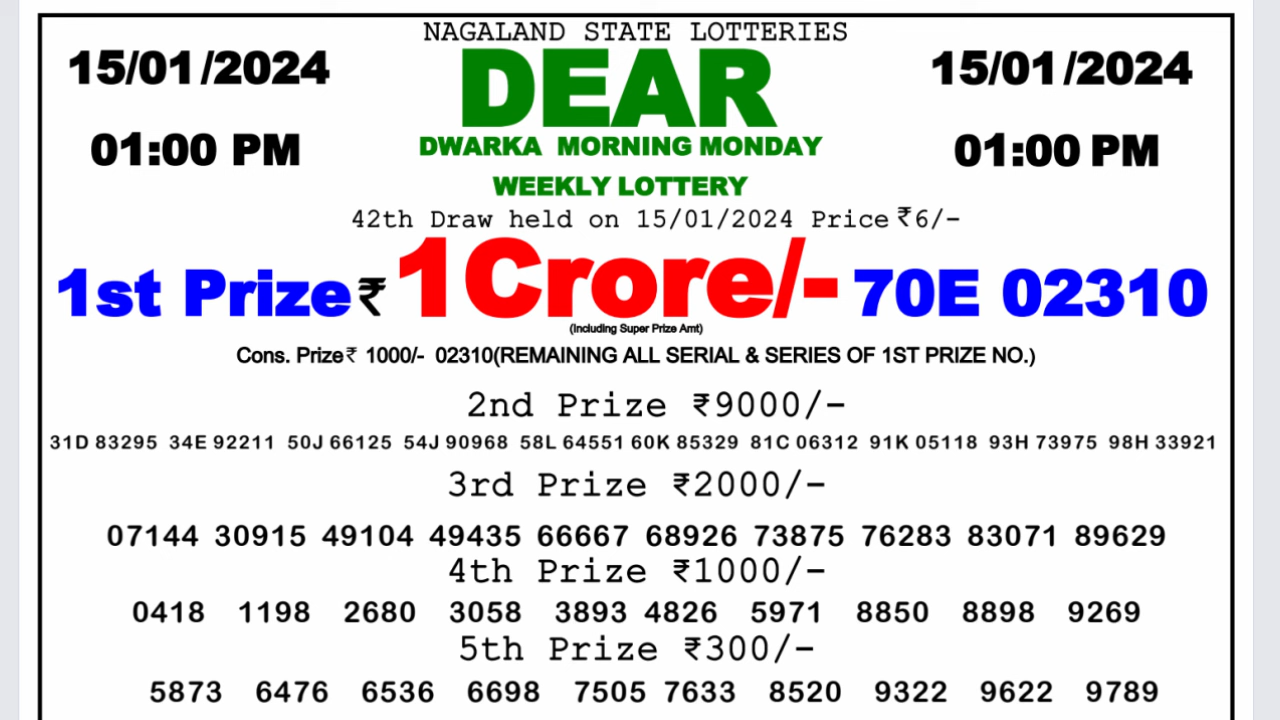 NAGALAND STATE LOTTERIES
15/01/2024 DEAR 15/01/2024
01:00 PM DWARKA MORNING MONDAY 01:00 PM
WEEKLY LOTTERY
42th Draw held on 15/01/2024 Price ₹6/-
1st Prize ₹ 1Crore/- 70E 02310
(Including Super Prize Amt)
Cons. Prize ₹ 1000/- 02310(REMAINING ALL SERIAL & SERIES OF 1ST PRIZE NO.)
2nd Prize ₹9000/-
31D 83295 34E 92211 50J 66125 54J 90968 58L 64551 60K 85329 81C 06312 91K 05118 93H 73975 98H 33921
3rd Prize ₹2000/-
07144 30915 49104 49435 66667 68926 73875 76283 83071 89629
4th Prize ₹1000/-
0418 1198 2680 3058 3893 4826 5971 8850 8898 9269
5th Prize ₹300/-
5873 6476 6536 6698 7505 7633 8520 9322 9622 9789